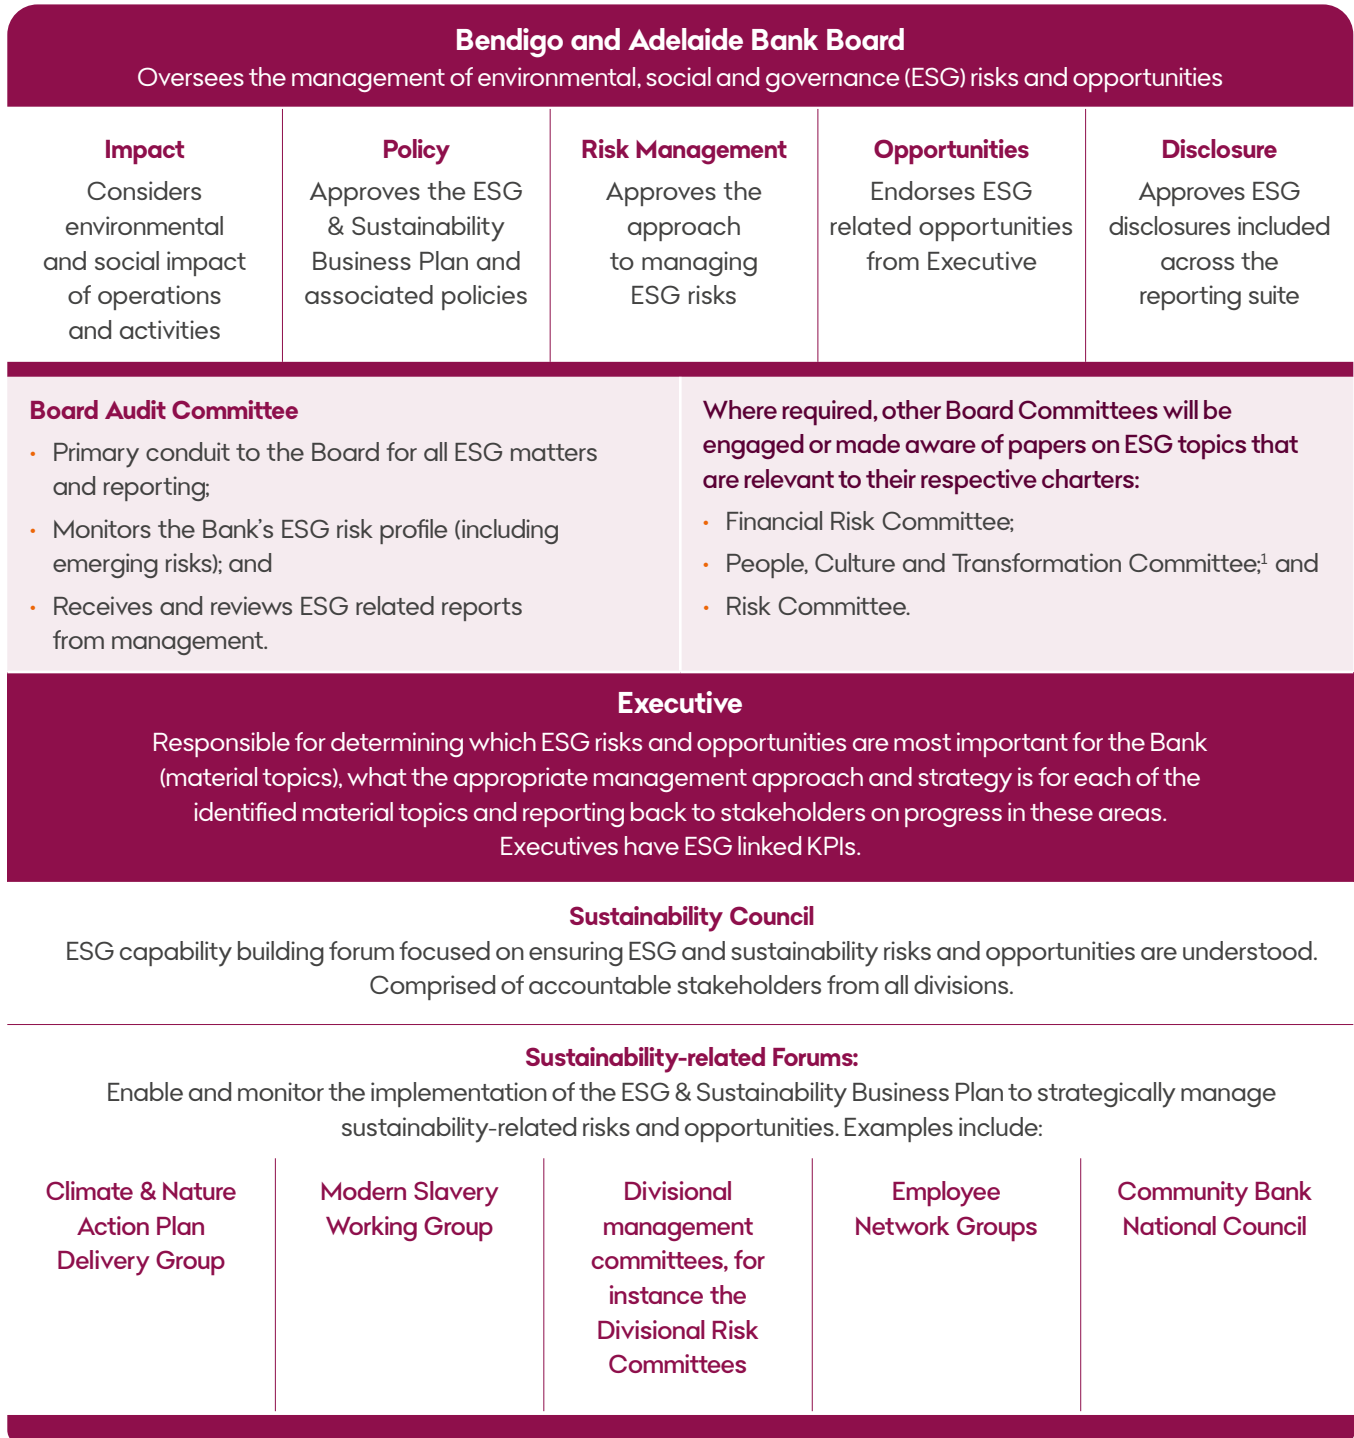 Bendigo and Adelaide Bank Board
Oversees the management of environmental, social and governance (ESG) risks and opportunities
Impact
Considers
environmental
and social impact
of operations
and activities
Policy
Approves the ESG
& Sustainability
Business Plan and
associated policies
Risk Management
Approves the
approach
to managing
ESG risks
Opportunities
Endorses ESG
related opportunities
from Executive
Disclosure
Approves ESG
disclosures included
across the
reporting suite
Board Audit Committee
• Primary conduit to the Board for all ESG matters
and reporting;
• Monitors the Bank’s ESG risk profile (including
emerging risks); and
• Receives and reviews ESG related reports
from management.
Where required, other Board Committees will be
engaged or made aware of papers on ESG topics that
are relevant to their respective charters:
• Financial Risk Committee;
• People, Culture and Transformation Committee;¹ and
• Risk Committee.
Executive
Responsible for determining which ESG risks and opportunities are most important for the Bank
(material topics), what the appropriate management approach and strategy is for each of the
identified material topics and reporting back to stakeholders on progress in these areas.
Executives have ESG linked KPIs.
Sustainability Council
ESG capability building forum focused on ensuring ESG and sustainability risks and opportunities are understood.
Comprised of accountable stakeholders from all divisions.
Sustainability-related Forums:
Enable and monitor the implementation of the ESG & Sustainability Business Plan to strategically manage
sustainability-related risks and opportunities. Examples include:
Climate & Nature
Action Plan
Delivery Group
Modern Slavery
Working Group
Divisional
management
committees, for
instance the
Divisional Risk
Committees
Employee
Network Groups
Community Bank
National Council